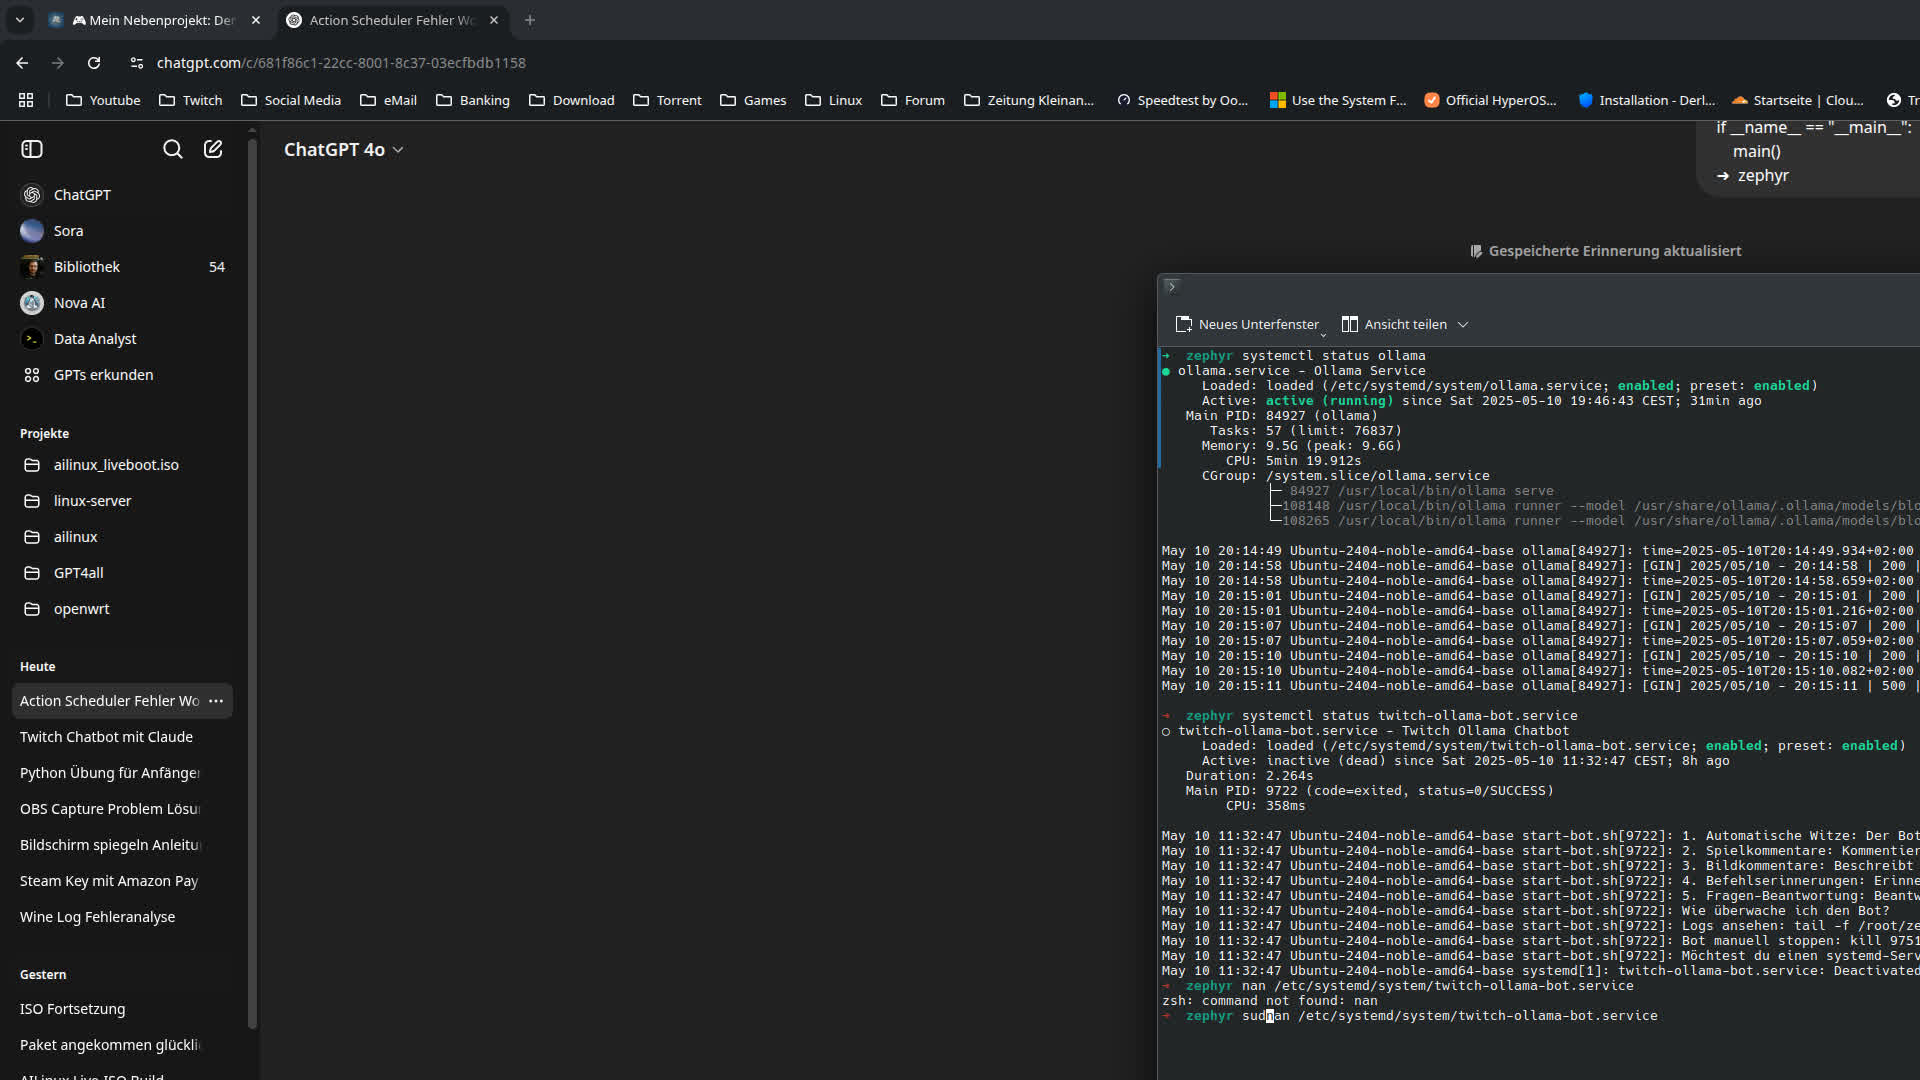 🎮 Mein Nebenprojekt: Der
Action Scheduler Fehler Wo
chatgpt.com/c/681f86c1-22cc-8001-8c37-03ecfbdb1158
Youtube
Twitch
Social Media
eMail
Banking
Download
Torrent
Games
Linux
Forum
Zeitung Kleinan...
Speedtest by Oo...
Use the System F...
Official HyperOS...
Installation - Derl...
Startseite | Clou...
Tr
ChatGPT
Sora
Bibliothek 54
Nova AI
Data Analyst
GPTs erkunden
Projekte
ailinux_liveboot.iso
linux-server
ailinux
GPT4all
openwrt
Heute
Action Scheduler Fehler Wo
Twitch Chatbot mit Claude
Python Übung für Anfänger
OBS Capture Problem Lösu
Bildschirm spiegeln Anleitu
Steam Key mit Amazon Pay
Wine Log Fehleranalyse
Gestern
ISO Fortsetzung
Paket angekommen glückli
AILinux Live ISO Build
ChatGPT 4o
if __name__ == "__main__":
main()
➜ zephyr
Gespeicherte Erinnerung aktualisiert
Neues Unterfenster
Ansicht teilen
➜ zephyr systemctl status ollama
● ollama.service - Ollama Service
Loaded: loaded (/etc/systemd/system/ollama.service; enabled; preset: enabled)
Active: active (running) since Sat 2025-05-10 19:46:43 CEST; 31min ago
Main PID: 84927 (ollama)
Tasks: 57 (limit: 76837)
Memory: 9.5G (peak: 9.6G)
CPU: 5min 19.912s
CGroup: /system.slice/ollama.service
├─ 84927 /usr/local/bin/ollama serve
├─108148 /usr/local/bin/ollama runner --model /usr/share/ollama/.ollama/models/blo
└─108265 /usr/local/bin/ollama runner --model /usr/share/ollama/.ollama/models/blo
May 10 20:14:49 Ubuntu-2404-noble-amd64-base ollama[84927]: time=2025-05-10T20:14:49.934+02:00
May 10 20:14:58 Ubuntu-2404-noble-amd64-base ollama[84927]: [GIN] 2025/05/10 - 20:14:58 | 200 |
May 10 20:14:58 Ubuntu-2404-noble-amd64-base ollama[84927]: time=2025-05-10T20:14:58.659+02:00
May 10 20:15:01 Ubuntu-2404-noble-amd64-base ollama[84927]: [GIN] 2025/05/10 - 20:15:01 | 200 |
May 10 20:15:01 Ubuntu-2404-noble-amd64-base ollama[84927]: time=2025-05-10T20:15:01.216+02:00
May 10 20:15:07 Ubuntu-2404-noble-amd64-base ollama[84927]: [GIN] 2025/05/10 - 20:15:07 | 200 |
May 10 20:15:07 Ubuntu-2404-noble-amd64-base ollama[84927]: time=2025-05-10T20:15:07.059+02:00
May 10 20:15:10 Ubuntu-2404-noble-amd64-base ollama[84927]: [GIN] 2025/05/10 - 20:15:10 | 200 |
May 10 20:15:10 Ubuntu-2404-noble-amd64-base ollama[84927]: time=2025-05-10T20:15:10.082+02:00
May 10 20:15:11 Ubuntu-2404-noble-amd64-base ollama[84927]: [GIN] 2025/05/10 - 20:15:11 | 500 |
➜ zephyr systemctl status twitch-ollama-bot.service
○ twitch-ollama-bot.service - Twitch Ollama Chatbot
Loaded: loaded (/etc/systemd/system/twitch-ollama-bot.service; enabled; preset: enabled)
Active: inactive (dead) since Sat 2025-05-10 11:32:47 CEST; 8h ago
Duration: 2.264s
Main PID: 9722 (code=exited, status=0/SUCCESS)
CPU: 358ms
May 10 11:32:47 Ubuntu-2404-noble-amd64-base start-bot.sh[9722]: 1. Automatische Witze: Der Bot
May 10 11:32:47 Ubuntu-2404-noble-amd64-base start-bot.sh[9722]: 2. Spielkommentare: Kommentier
May 10 11:32:47 Ubuntu-2404-noble-amd64-base start-bot.sh[9722]: 3. Bildkommentare: Beschreibt
May 10 11:32:47 Ubuntu-2404-noble-amd64-base start-bot.sh[9722]: 4. Befehlserinnerungen: Erinne
May 10 11:32:47 Ubuntu-2404-noble-amd64-base start-bot.sh[9722]: 5. Fragen-Beantwortung: Beantw
May 10 11:32:47 Ubuntu-2404-noble-amd64-base start-bot.sh[9722]: Wie überwache ich den Bot?
May 10 11:32:47 Ubuntu-2404-noble-amd64-base start-bot.sh[9722]: Logs ansehen: tail -f /root/ze
May 10 11:32:47 Ubuntu-2404-noble-amd64-base start-bot.sh[9722]: Bot manuell stoppen: kill 9751
May 10 11:32:47 Ubuntu-2404-noble-amd64-base start-bot.sh[9722]: Möchtest du einen systemd-Serv
May 10 11:32:47 Ubuntu-2404-noble-amd64-base systemd[1]: twitch-ollama-bot.service: Deactivated
➜ zephyr nan /etc/systemd/system/twitch-ollama-bot.service
zsh: command not found: nan
➜ zephyr sudnan /etc/systemd/system/twitch-ollama-bot.service